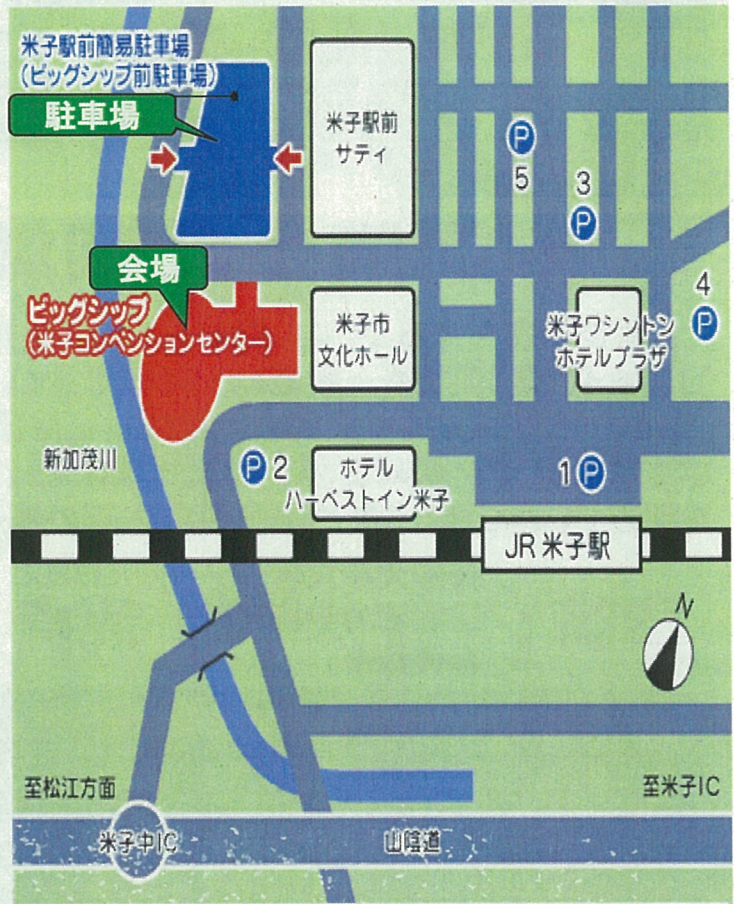 米子駅前簡易駐車場
（ビッグシップ前駐車場）
駐車場
米子駅前
サティ
P
5
3
P
会場
ビッグシップ
（米子コンベンションセンター）
米子市
文化ホール
米子ワシントン
ホテルプラザ
4
P
新加茂川
P 2
ホテル
ハーベストイン米子
1 P
JR 米子駅
N
至松江方面
至米子IC
米子中IC
山陰道